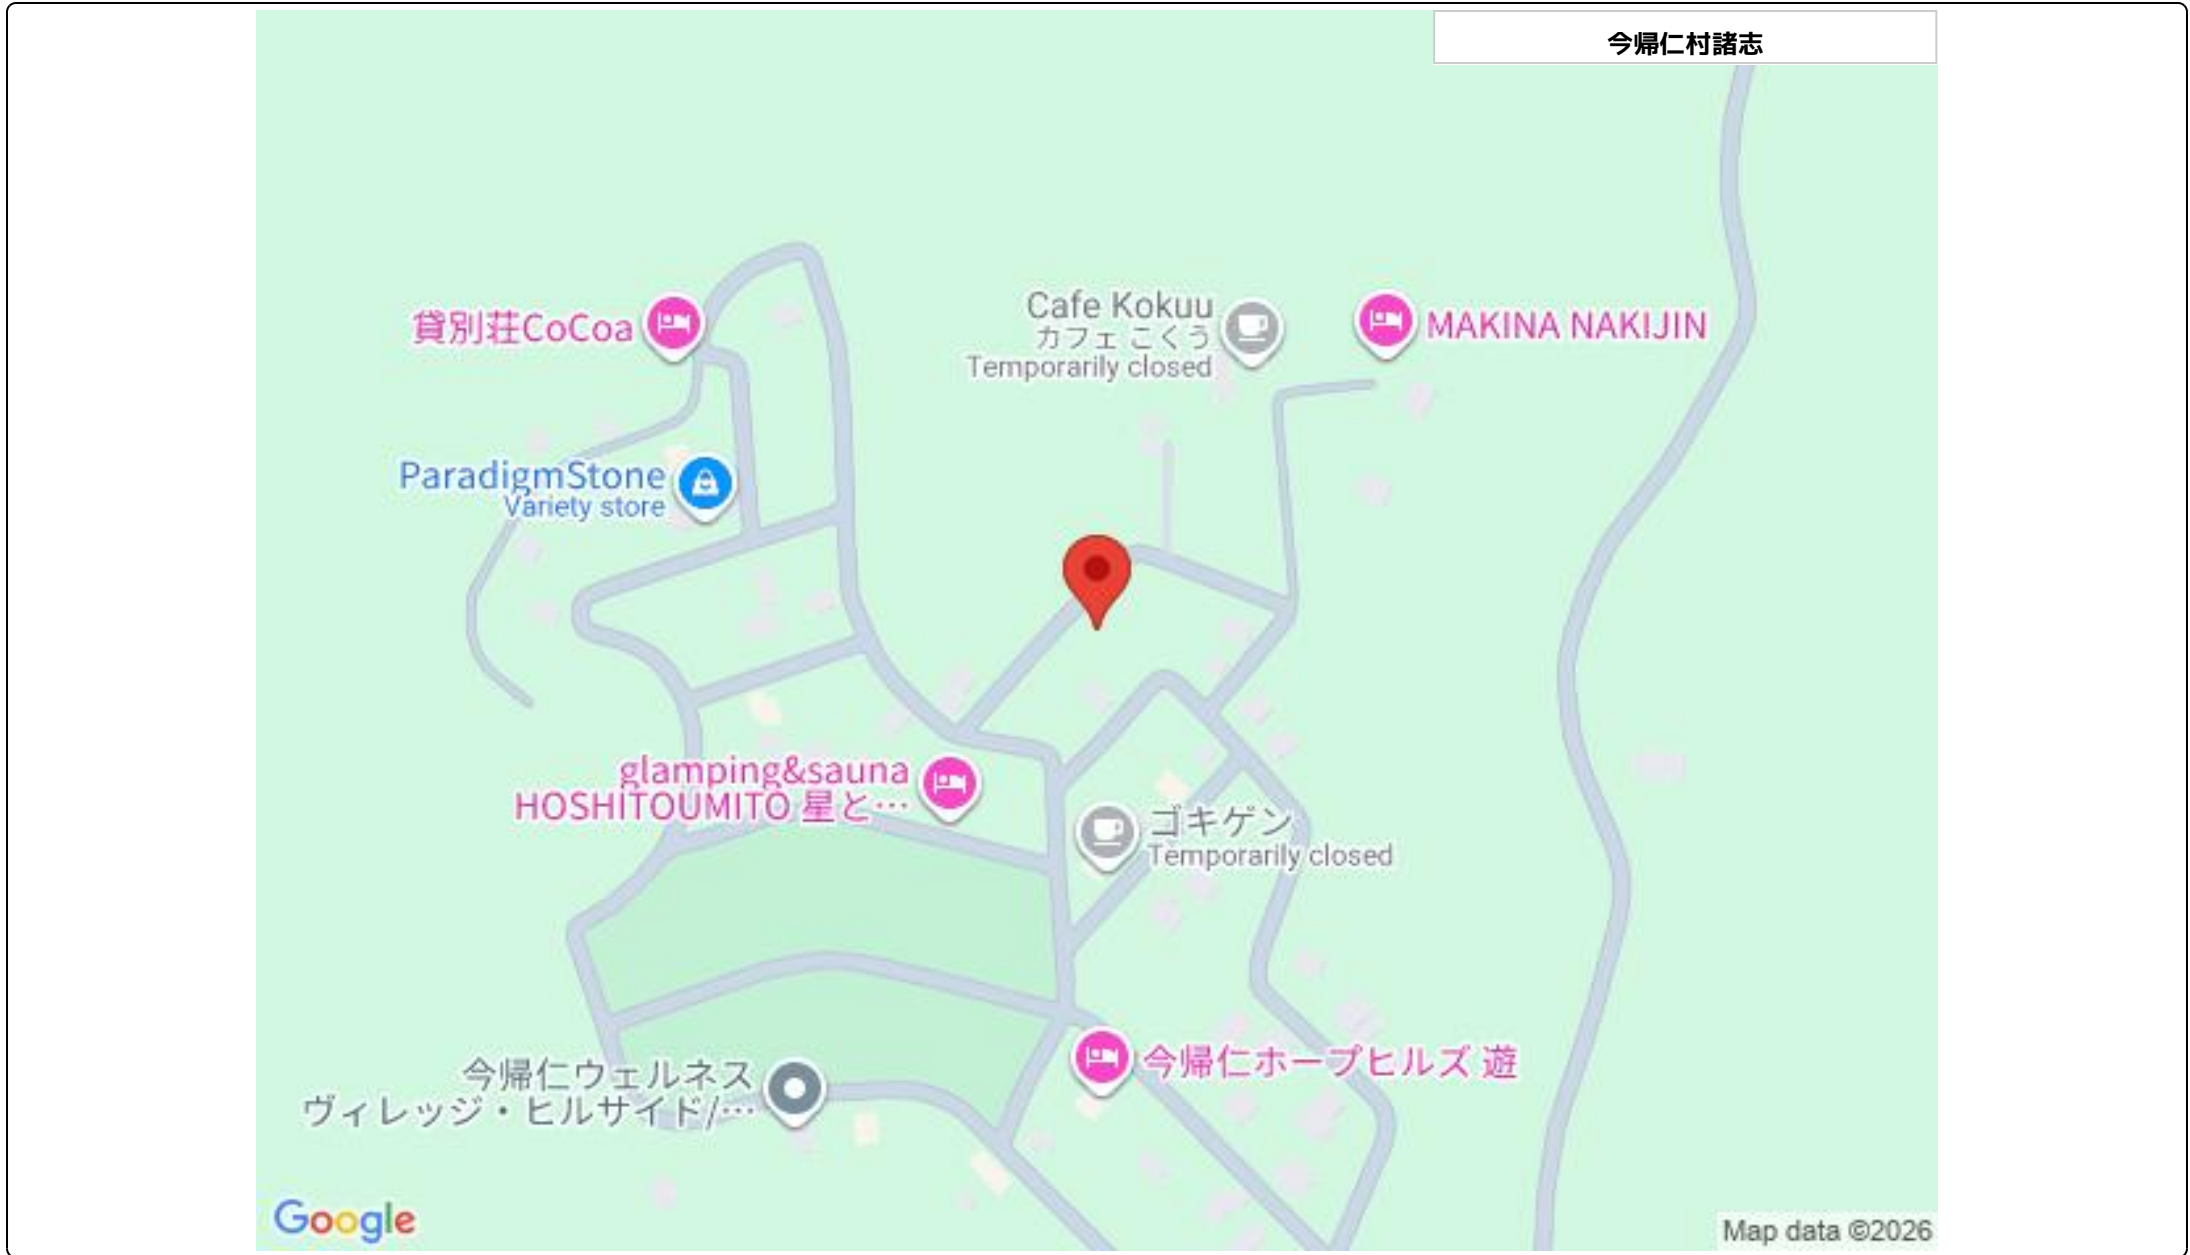 今帰仁村諸志
貸別荘CoCoa
Cafe Kokuu
カフェ こくう
Temporarily closed
MAKINA NAKIJIN
ParadigmStone
Variety store
glamping&sauna
HOSHITOUMITO 星と…
ゴキゲン
Temporarily closed
今帰仁ホープヒルズ 遊
今帰仁ウェルネス
ヴィレッジ・ヒルサイド/…
Google
Map data ©2026